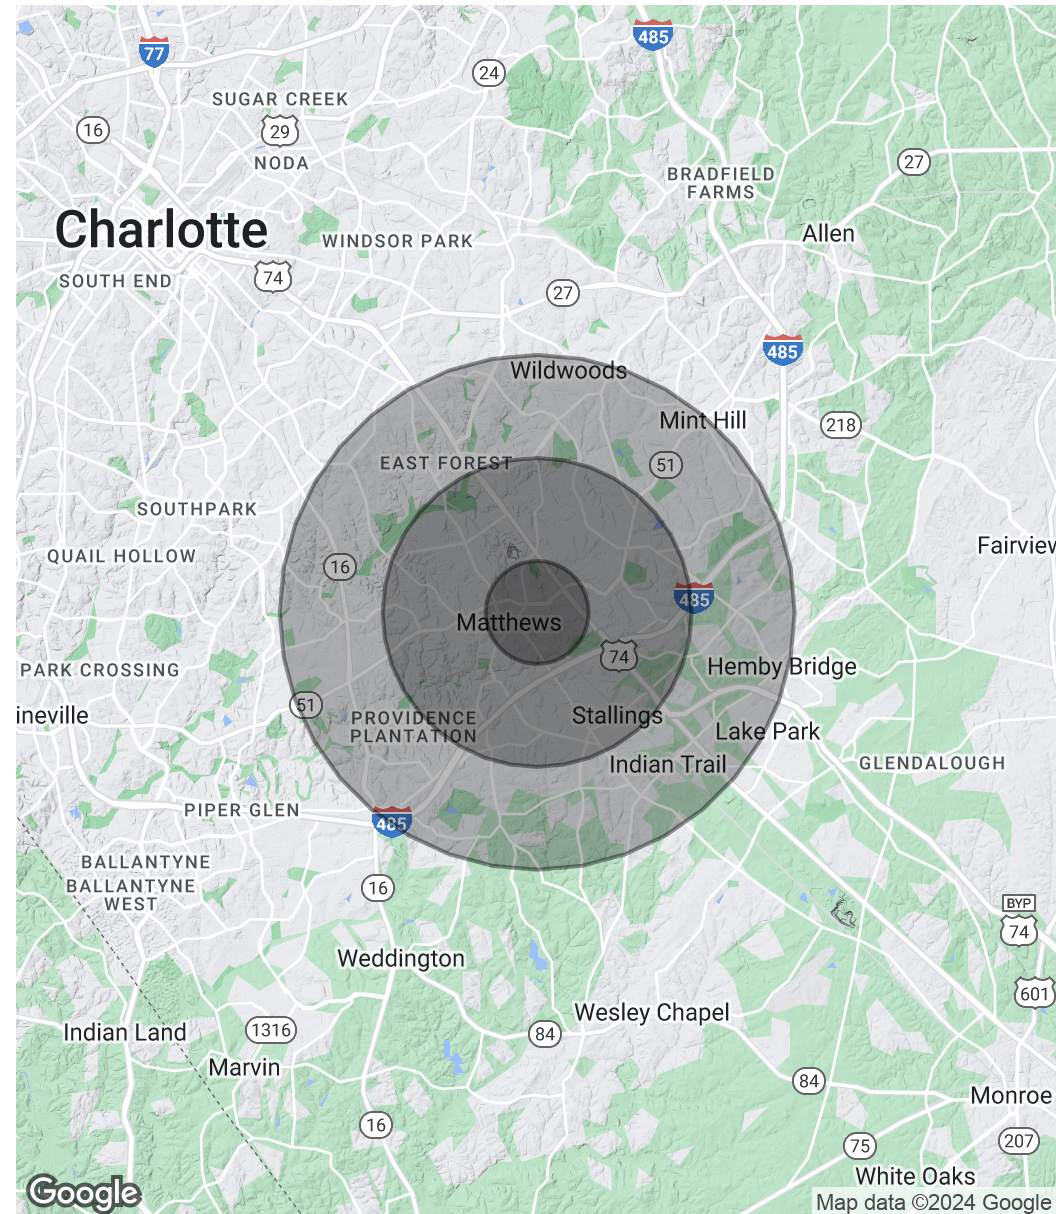 77
485
24
SUGAR CREEK
16
29
NODA
27
BRADFIELD
FARMS
Charlotte
WINDSOR PARK
Allen
SOUTH END
74
27
485
Wildwoods
Mint Hill
218
EAST FOREST
51
SOUTHPARK
QUAIL HOLLOW
Fairview
16
485
Matthews
74
PARK CROSSING
Hemby Bridge
51
ineville
PROVIDENCE
PLANTATION
Stallings
Lake Park
Indian Trail
GLENDALOUGH
PIPER GLEN
485
BALLANTYNE
BALLANTYNE
WEST
16
BYP
74
Weddington
601
Wesley Chapel
Indian Land
1316
84
Marvin
84
Monroe
16
75
207
White Oaks
Google
Map data ©2024 Google